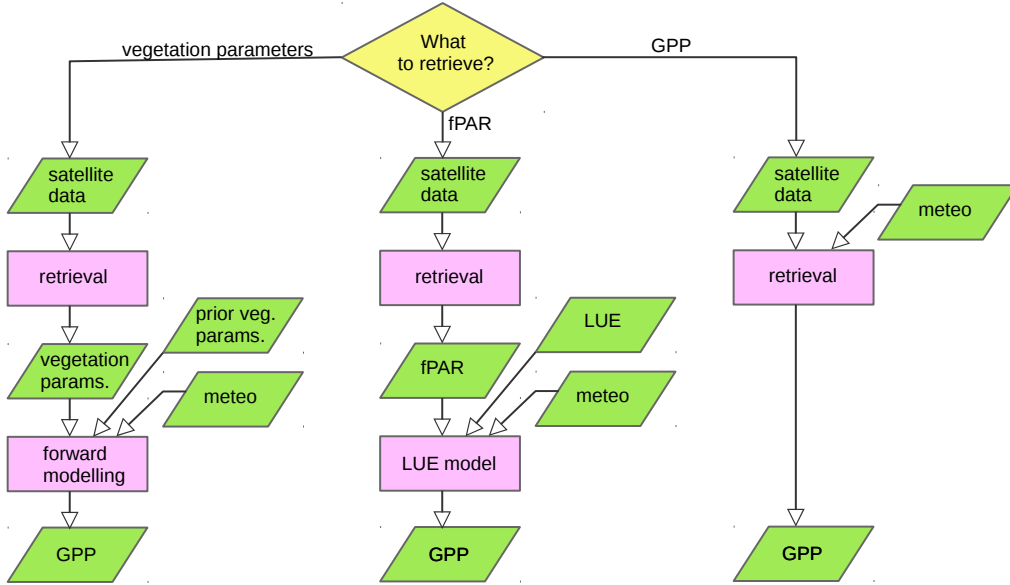 What
to retrieve?
vegetation parameters
fPAR
GPP
satellite
data
retrieval
prior veg.
params.
vegetation
params.
meteo
forward
modelling
GPP
satellite
data
retrieval
LUE
fPAR
meteo
LUE model
GPP
satellite
data
meteo
retrieval
GPP